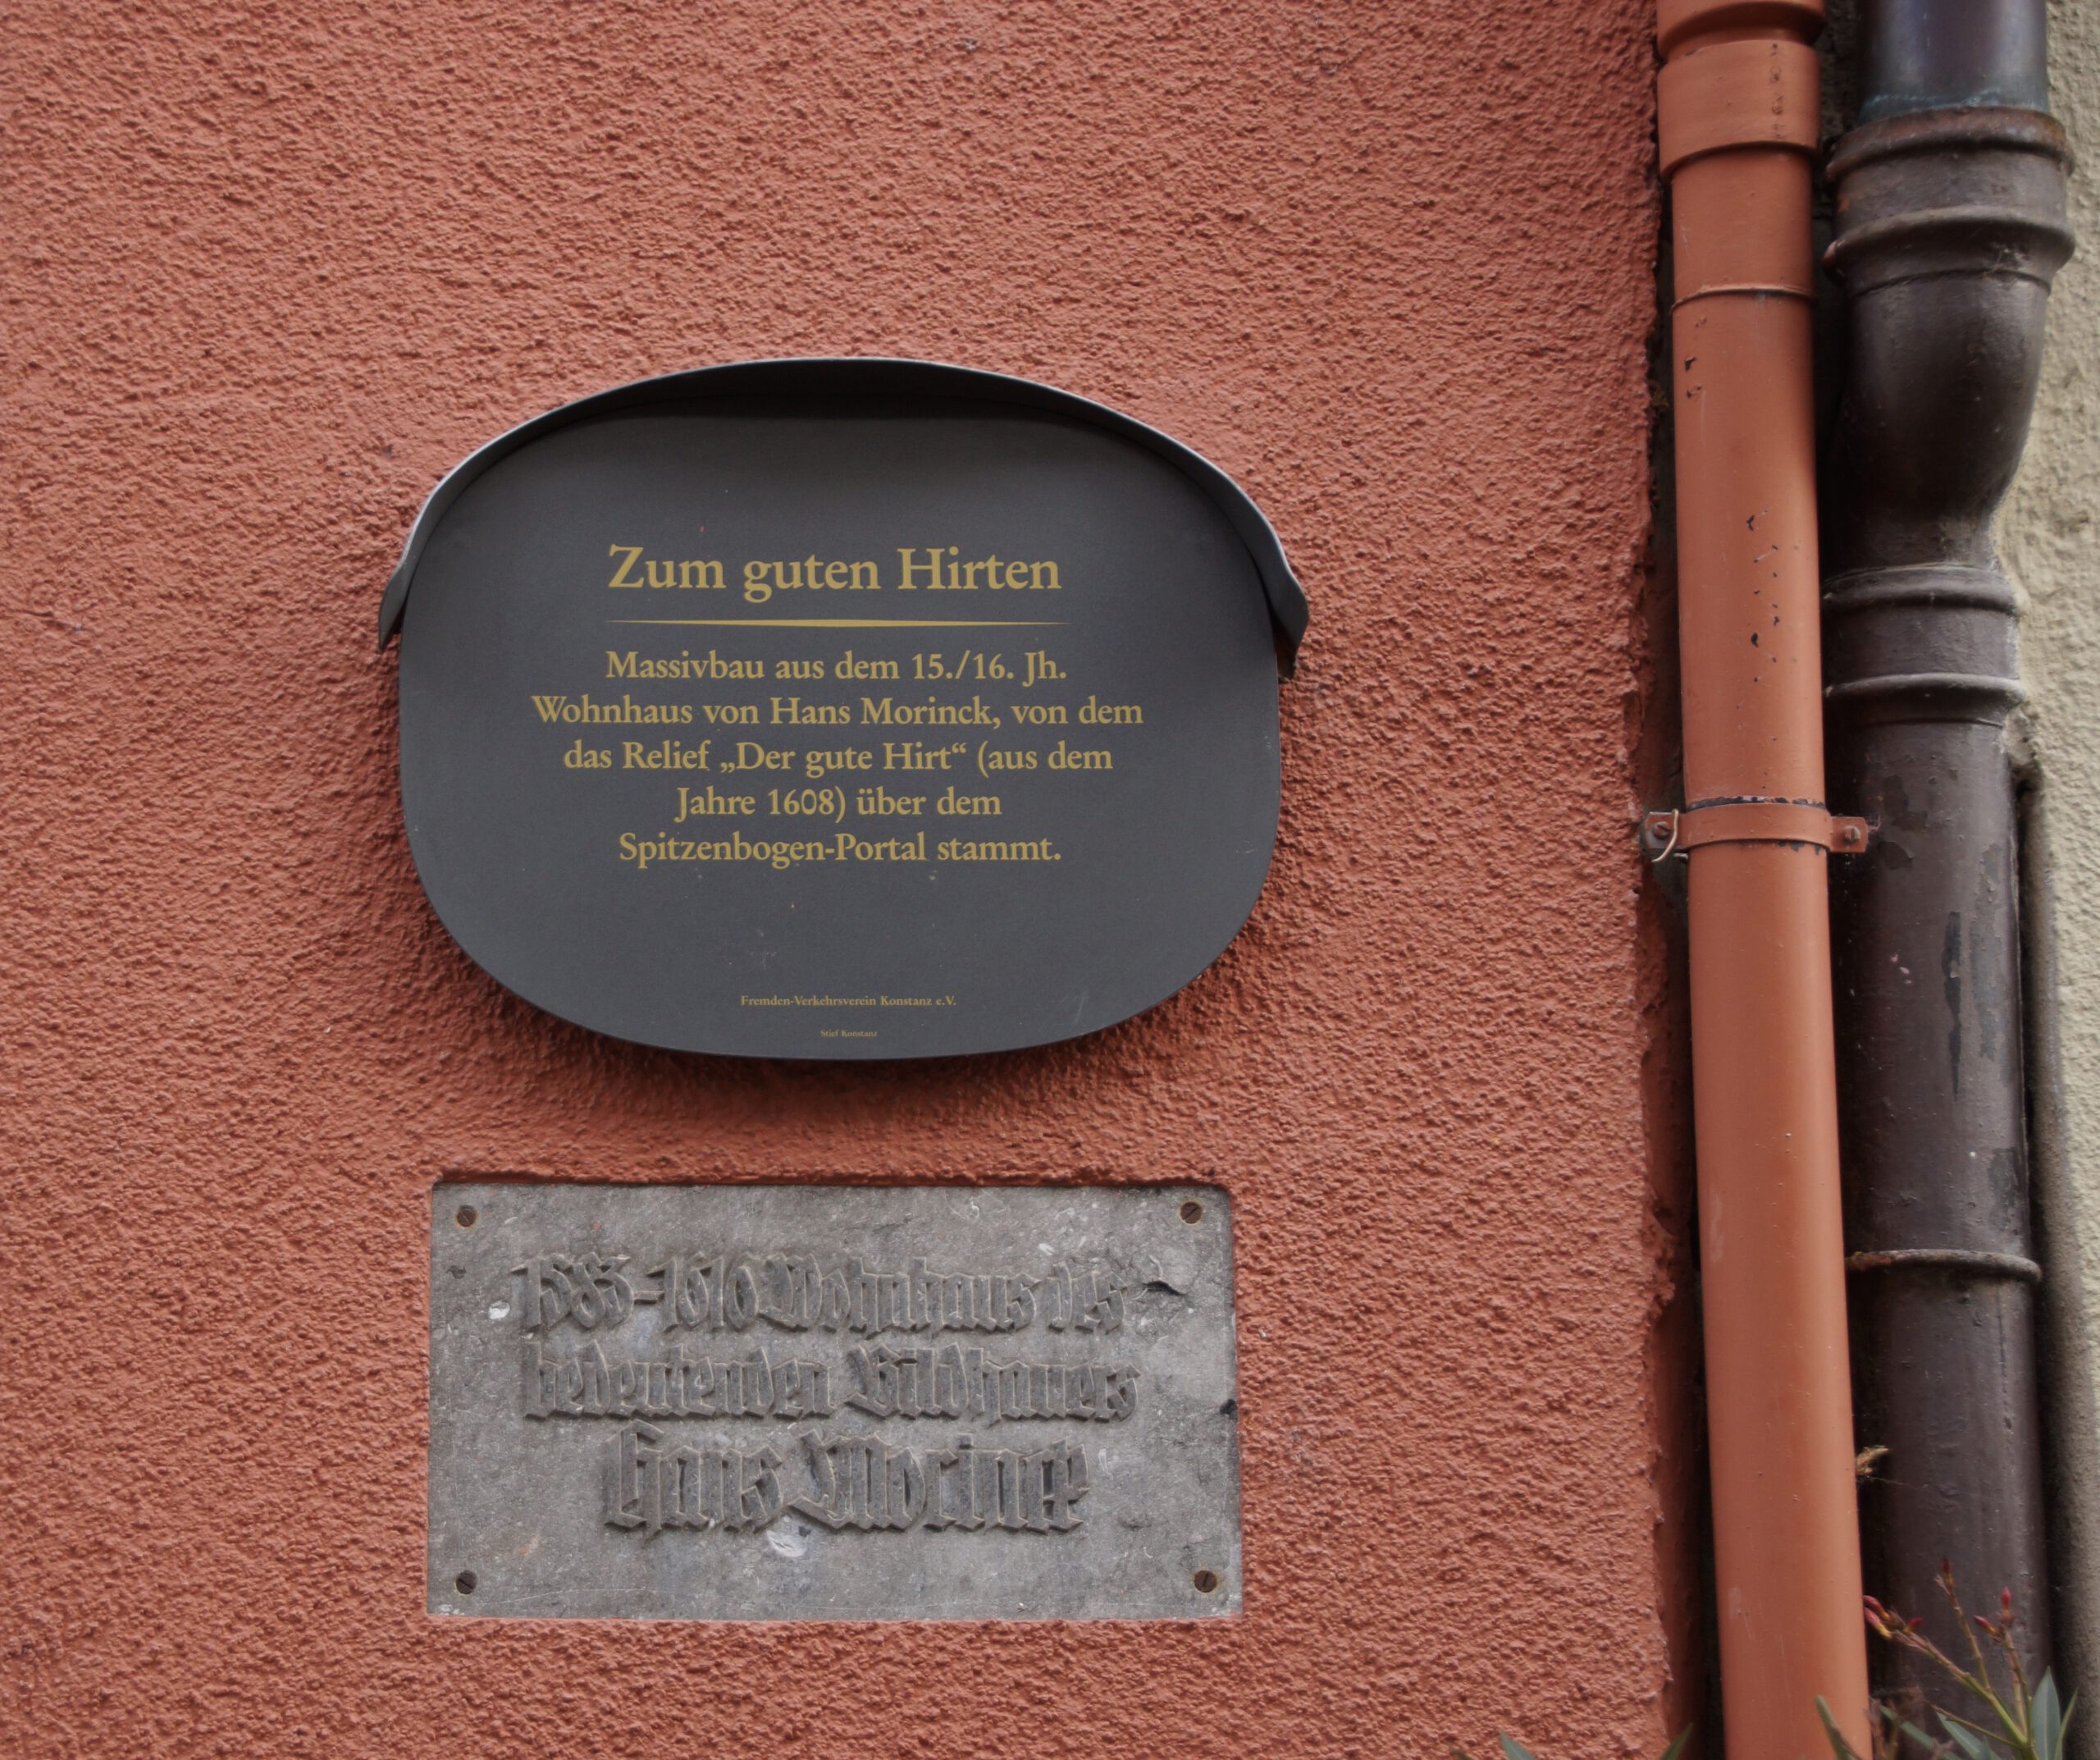 Zum guten Hirten
Massivbau aus dem 15./16. Jh.
Wohnhaus von Hans Morinck, von dem
das Relief „Der gute Hirt“ (aus dem
Jahre 1608) über dem
Spitzenbogen-Portal stammt.
Fremden-Verkehrsverein Konstanz e.V.
Stief Konstanz
1583-1616 Wohnhaus des
bedeutenden Bildhauers
Hans Morinck